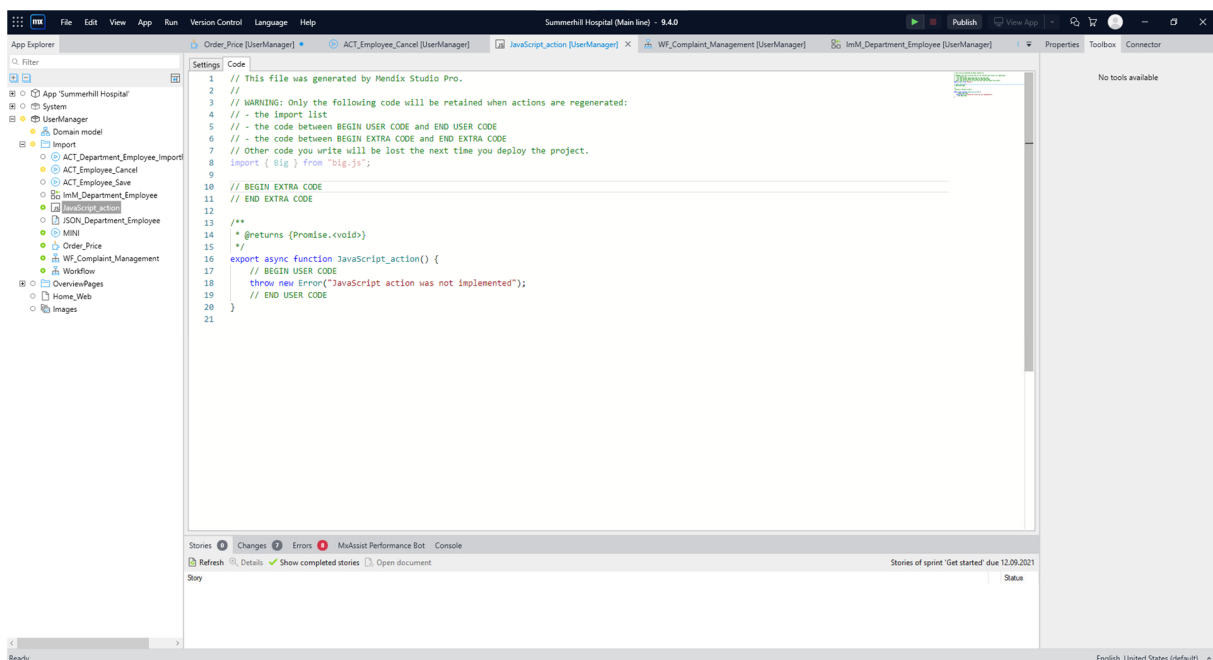 mx File Edit View App Run Version Control Language Help Summerhill Hospital (Main line) - 9.4.0 Publish View App
App Explorer Order_Price [UserManager] ACT_Employee_Cancel [UserManager] JavaScript_action [UserManager] WF_Complaint_Management [UserManager] ImM_Department_Employee [UserManager] Properties Toolbox Connector
Filter
Settings Code
No tools available
App 'Summerhill Hospital'
System
UserManager
Domain model
Import
ACT_Department_Employee_Import
ACT_Employee_Cancel
ACT_Employee_Save
ImM_Department_Employee
JavaScript_action
JSON_Department_Employee
MINI
Order_Price
WF_Complaint_Management
Workflow
OverviewPages
Home_Web
Images
1 // This file was generated by Mendix Studio Pro.
2 //
3 // WARNING: Only the following code will be retained when actions are regenerated:
4 // - the import list
5 // - the code between BEGIN USER CODE and END USER CODE
6 // - the code between BEGIN EXTRA CODE and END EXTRA CODE
7 // Other code you write will be lost the next time you deploy the project.
8 import { Big } from "big.js";
9
10 // BEGIN EXTRA CODE
11 // END EXTRA CODE
12
13 /**
14 * @returns {Promise.<void>}
15 */
16 export async function JavaScript_action() {
17 // BEGIN USER CODE
18 throw new Error("JavaScript action was not implemented");
19 // END USER CODE
20 }
21
Stories 0 Changes 7 Errors 8 MxAssist Performance Bot Console
Refresh Details Show completed stories Open document Stories of sprint 'Get started' due 12.09.2021
Story Status
Ready English, United States (default)